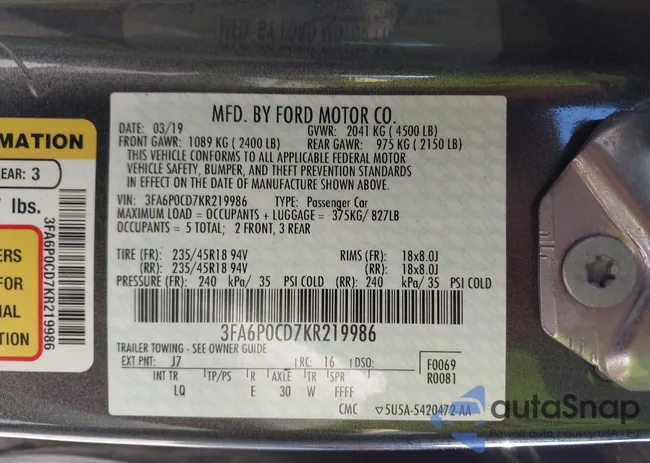 MFD. BY FORD MOTOR CO.
DATE: 03/19 GVWR: 2041 KG (4500 LB)
FRONT GAWR: 1089 KG (2400 LB) REAR GAWR: 975 KG (2150 LB)
THIS VEHICLE CONFORMS TO ALL APPLICABLE FEDERAL MOTOR
VEHICLE SAFETY, BUMPER, AND THEFT PREVENTION STANDARDS
IN EFFECT ON THE DATE OF MANUFACTURE SHOWN ABOVE.
VIN: 3FA6P0CD7KR219986 TYPE: Passenger Car
MAXIMUM LOAD = OCCUPANTS + LUGGAGE = 375KG/ 827LB
OCCUPANTS = 5 TOTAL; 2 FRONT, 3 REAR
TIRE (FR): 235/45R18 94V RIMS (FR): 18x8.0J
(RR): 235/45R18 94V (RR): 18x8.0J
PRESSURE (FR): 240 kPa/ 35 PSI COLD (RR): 240 kPa/ 35 PSI COLD
3FA6P0CD7KR219986
TRAILER TOWING - SEE OWNER GUIDE
EXT PNT: J7 RC: 16 DSO:
F0069
R0081
INT TR TP/PS R AXLE TR SPR
LQ E 30 W FFFF
CMC ▽5U5A-5420472-AA
RMATION
EAR: 3
lbs.
ERS
FOR
IAL
TION
3FA6P0CD7KR219986
autaSnap